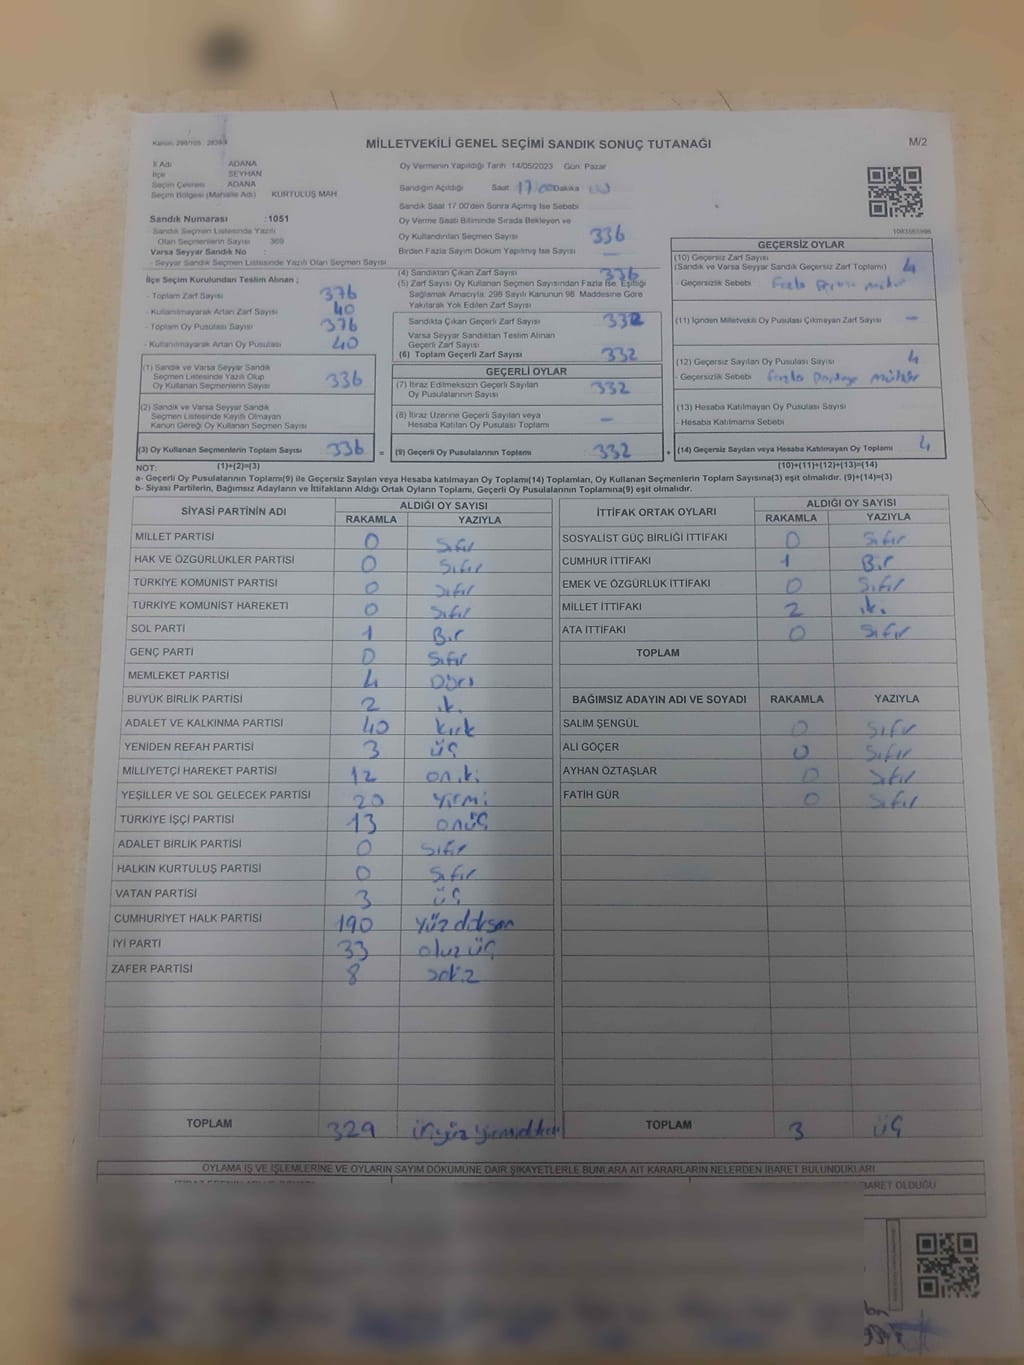 MİLLETVEKİLİ GENEL SEÇİMİ SANDIK SONUÇ TUTANAĞI
M/2
İl Adı ADANA
İlçe SEYHAN
Seçim Çevresi ADANA
Seçim Bölgesi (Mahalle Adı) KURTULUŞ MAH
Sandık Numarası :1051
Sandık Seçmen Listesinde Yazılı
Olan Seçmenlerin Sayısı 369
Varsa Seyyar Sandık No :
- Seyyar Sandık Seçmen Listesinde Yazılı Olan Seçmen Sayısı
Oy Vermenin Yapıldığı Tarih 14/05/2023 Gün: Pazar
Sandığın Açıldığı Saat 17:00 Dakika
Sandık Saat 17.00'den Sonra Açmış İse Sebebi
Oy Verme Saati Bitiminde Sırada Bekleyen ve
Oy Kullandırılan Seçmen Sayısı 336
Birden Fazla Sayım Döküm Yapılmış İse Sayısı —
İlçe Seçim Kurulundan Teslim Alınan ;
- Toplam Zarf Sayısı 376
- Kullanılmayarak Artan Zarf Sayısı 40
- Toplam Oy Pusulası Sayısı 376
- Kullanılmayarak Artan Oy Pusulası 40
(1) Sandık ve Varsa Seyyar Sandık
Seçmen Listesinde Yazılı Olup
Oy Kullanan Seçmenlerin Sayısı 336
(2) Sandık ve Varsa Seyyar Sandık
Seçmen Listesinde Kayıtlı Olmayan
Kanun Gereği Oy Kullanan Seçmen Sayısı
(3) Oy Kullanan Seçmenlerin Toplam Sayısı 336 =
(4) Sandıktan Çıkan Zarf Sayısı 336
(5) Zarf Sayısı Oy Kullanan Seçmen Sayısından Fazla İse, Eşitliği
Sağlamak Amacıyla, 298 Sayılı Kanunun 98. Maddesine Göre
Yakılarak Yok Edilen Zarf Sayısı
Sandıkta Çıkan Geçerli Zarf Sayısı 332
Varsa Seyyar Sandıktan Teslim Alınan
Geçerli Zarf Sayısı
(6) Toplam Geçerli Zarf Sayısı 332
GEÇERLİ OYLAR
(7) İtiraz Edilmeksizin Geçerli Sayılan
Oy Pusulalarının Sayısı 332
(8) İtiraz Üzerine Geçerli Sayılan veya
Hesaba Katılan Oy Pusulası Toplamı —
(9) Geçerli Oy Pusulalarının Toplamı 332 +
GEÇERSİZ OYLAR
(10) Geçersiz Zarf Sayısı
(Sandık ve Varsa Seyyar Sandık Geçersiz Zarf Toplamı) 4
- Geçersizlik Sebebi Fazla mühür
(11) İçinden Milletvekili Oy Pusulası Çıkmayan Zarf Sayısı —
(12) Geçersiz Sayılan Oy Pusulası Sayısı 4
- Geçersizlik Sebebi Fazla mühür
(13) Hesaba Katılmayan Oy Pusulası Sayısı
- Hesaba Katılmama Sebebi
(14) Geçersiz Sayılan veya Hesaba Katılmayan Oy Toplamı 4
NOT: (1)+(2)=(3) (10)+(11)+(12)+(13)=(14)
a- Geçerli Oy Pusulalarının Toplamı(9) ile Geçersiz Sayılan veya Hesaba katılmayan Oy Toplamı(14) Toplamları, Oy Kullanan Seçmenlerin Toplam Sayısına(3) eşit olmalıdır. (9)+(14)=(3)
b- Siyasi Partilerin, Bağımsız Adayların ve İttifakların Aldığı Ortak Oyların Toplamı, Geçerli Oy Pusulalarının Toplamına(9) eşit olmalıdır.
SİYASİ PARTİNİN ADI ALDIĞI OY SAYISI
RAKAMLA YAZIYLA
MİLLET PARTİSİ 0 Sıfır
HAK VE ÖZGÜRLÜKLER PARTİSİ 0 Sıfır
TÜRKİYE KOMÜNİST PARTİSİ 0 Sıfır
TÜRKİYE KOMÜNİST HAREKETİ 0 Sıfır
SOL PARTİ 1 Bir
GENÇ PARTİ 0 Sıfır
MEMLEKET PARTİSİ 4 Dört
BÜYÜK BİRLİK PARTİSİ 2 iki
ADALET VE KALKINMA PARTİSİ 40 kırk
YENİDEN REFAH PARTİSİ 3 üç
MİLLİYETÇİ HAREKET PARTİSİ 12 oniki
YEŞİLLER VE SOL GELECEK PARTİSİ 20 yirmi
TÜRKİYE İŞÇİ PARTİSİ 13 onüç
ADALET BİRLİK PARTİSİ 0 Sıfır
HALKIN KURTULUŞ PARTİSİ 0 Sıfır
VATAN PARTİSİ 3 üç
CUMHURİYET HALK PARTİSİ 190 yüz doksan
İYİ PARTİ 33 otuz üç
ZAFER PARTİSİ 8 sekiz
TOPLAM 329
İTTİFAK ORTAK OYLARI ALDIĞI OY SAYISI
RAKAMLA YAZIYLA
SOSYALİST GÜÇ BİRLİĞİ İTTİFAKI 0 Sıfır
CUMHUR İTTİFAKI 1 Bir
EMEK VE ÖZGÜRLÜK İTTİFAKI 0 Sıfır
MİLLET İTTİFAKI 2 iki
ATA İTTİFAKI 0 Sıfır
TOPLAM
BAĞIMSIZ ADAYIN ADI VE SOYADI RAKAMLA YAZIYLA
SALİM ŞENGÜL 0 Sıfır
ALİ GÖÇER 0 Sıfır
AYHAN ÖZTAŞLAR 0 Sıfır
FATİH GÜR 0 Sıfır
TOPLAM 3 üç
OYLAMA İŞ VE İŞLEMLERİNE VE OYLARIN SAYIM DÖKÜMÜNE DAİR ŞİKAYETLERLE BUNLARA AİT KARARLARIN NELERDEN İBARET BULUNDUKLARI
BARET OLDUĞU